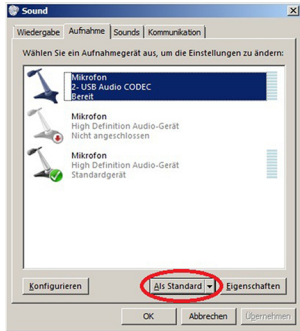 Sound
Wiedergabe Aufnahme Sounds Kommunikation
Wählen Sie ein Aufnahmegerät aus, um die Einstellungen zu ändern:
Mikrofon
2- USB Audio CODEC
Bereit
Mikrofon
High Definition Audio-Gerät
Nicht angeschlossen
Mikrofon
High Definition Audio-Gerät
Standardgerät
Konfigurieren Als Standard Eigenschaften
OK Abbrechen Übernehmen